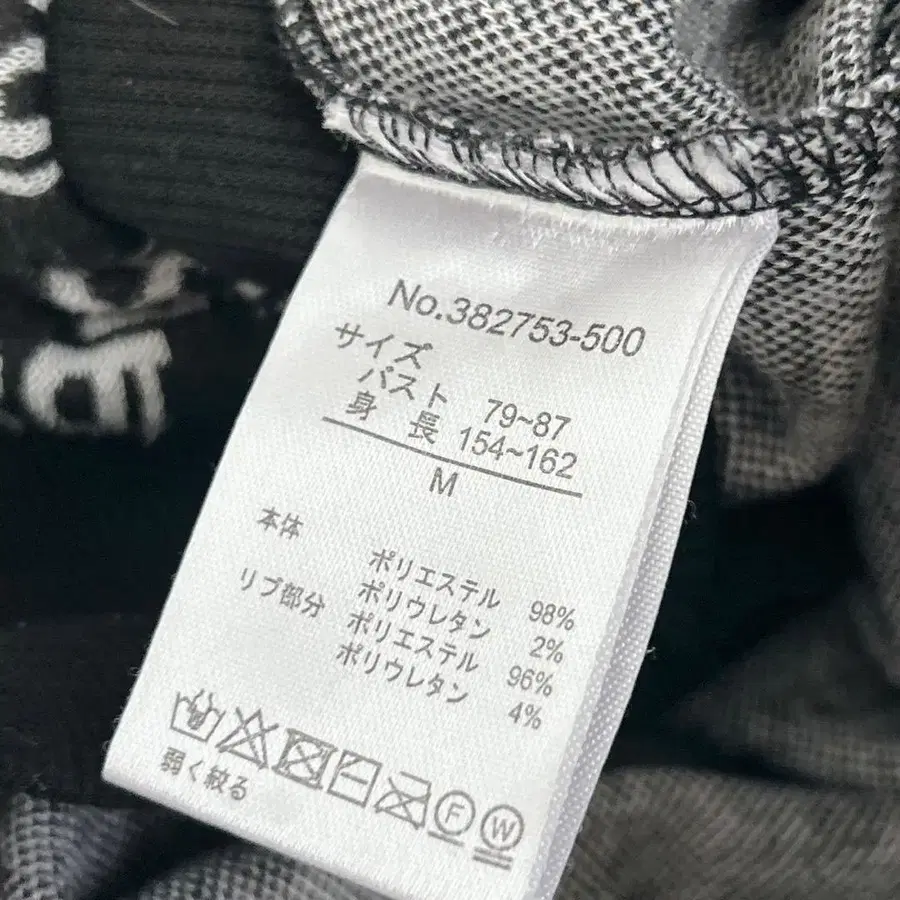 No.382753-500
サイズ
バスト 79~87
身長 154~162
M
本体 ポリエステル 98%
ポリウレタン 2%
リブ部分 ポリエステル 96%
ポリウレタン 4%
F W
弱く絞る